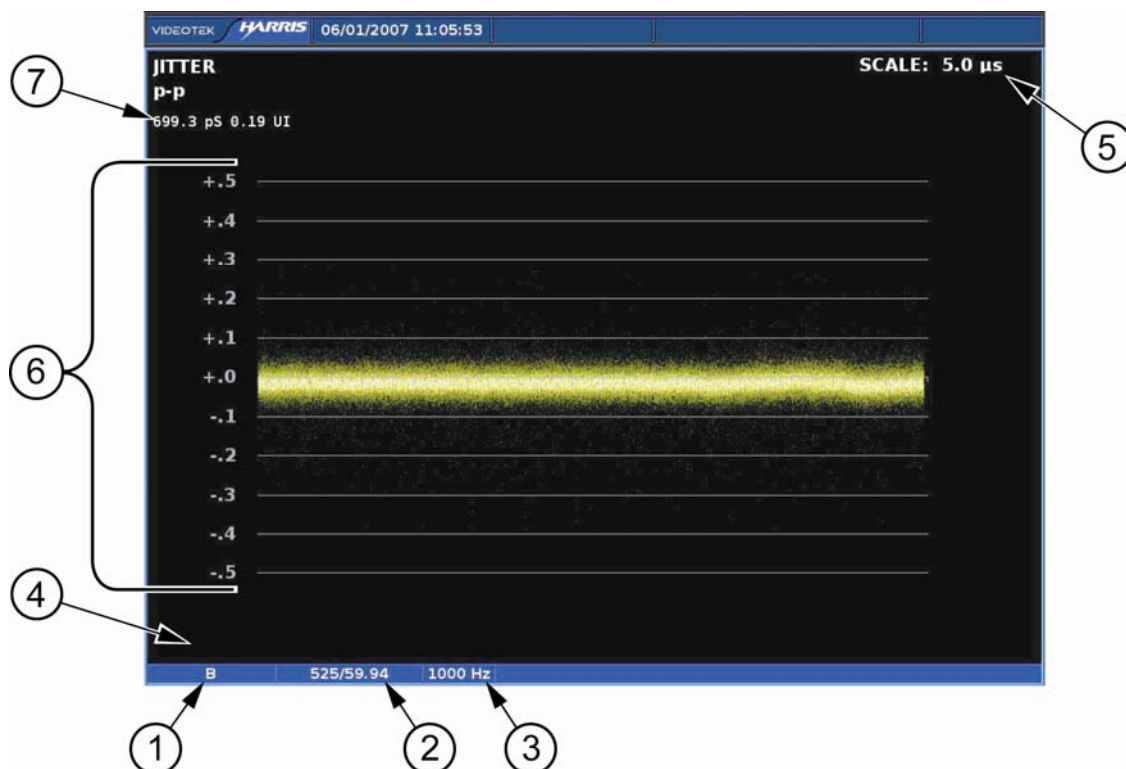 VIDEOTEK HARRIS 06/01/2007 11:05:53
JITTER SCALE: 5.0 µs
p-p
699.3 pS 0.19 UI
7
5
+.5
+.4
+.3
+.2
+.1
6 +.0
-.1
-.2
-.3
-.4
-.5
4
B 525/59.94 1000 Hz
1 2 3